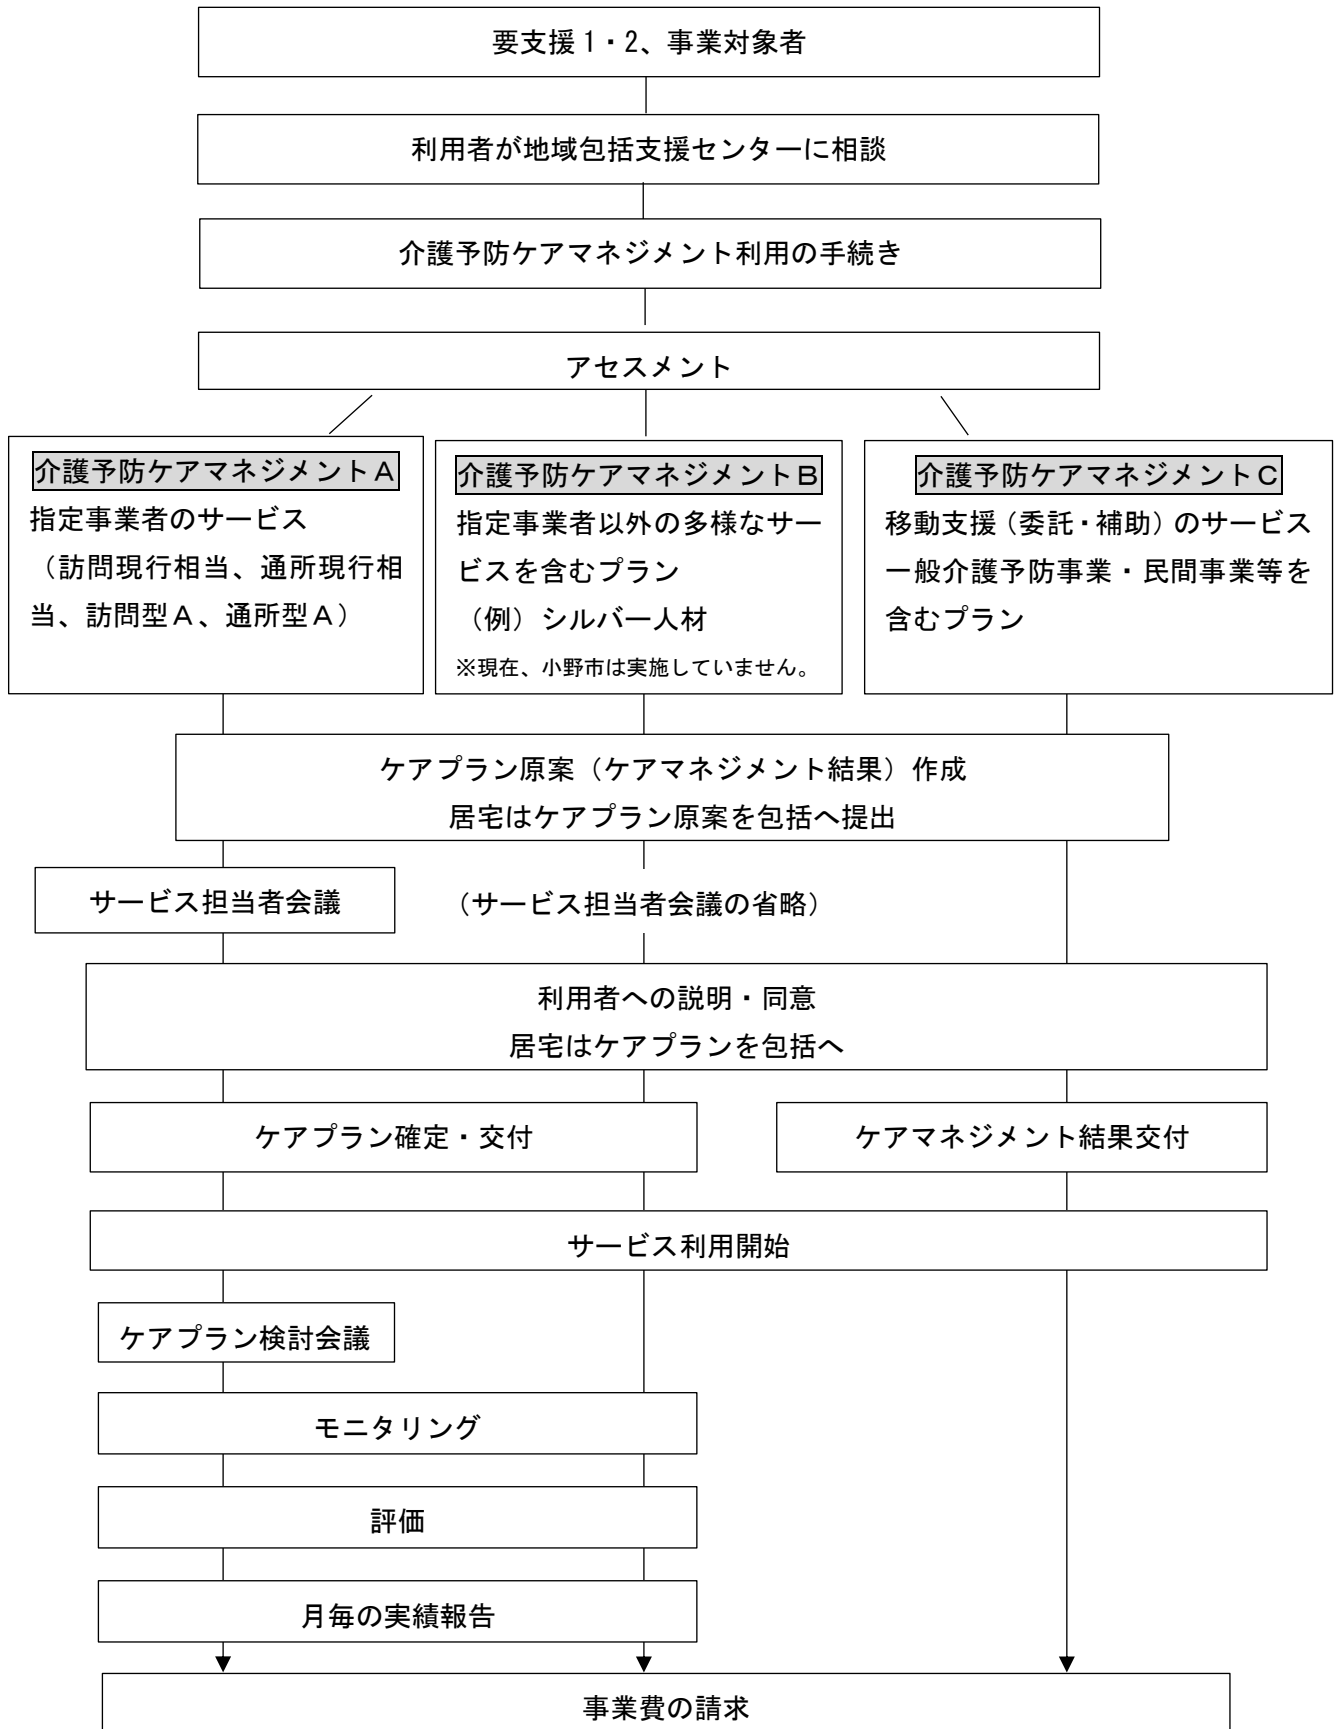 要支援1・2、事業対象者
利用者が地域包括支援センターに相談
介護予防ケアマネジメント利用の手続き
アセスメント
介護予防ケアマネジメントA
指定事業者のサービス
（訪問現行相当、通所現行相
当、訪問型A、通所型A）
介護予防ケアマネジメントB
指定事業者以外の多様なサー
ビスを含むプラン
（例）シルバー人材
※現在、小野市は実施していません。
介護予防ケアマネジメントC
移動支援（委託・補助）のサービス
一般介護予防事業・民間事業等を
含むプラン
ケアプラン原案（ケアマネジメント結果）作成
居宅はケアプラン原案を包括へ提出
サービス担当者会議
（サービス担当者会議の省略）
利用者への説明・同意
居宅はケアプランを包括へ
ケアプラン確定・交付
ケアマネジメント結果交付
サービス利用開始
ケアプラン検討会議
モニタリング
評価
月毎の実績報告
事業費の請求